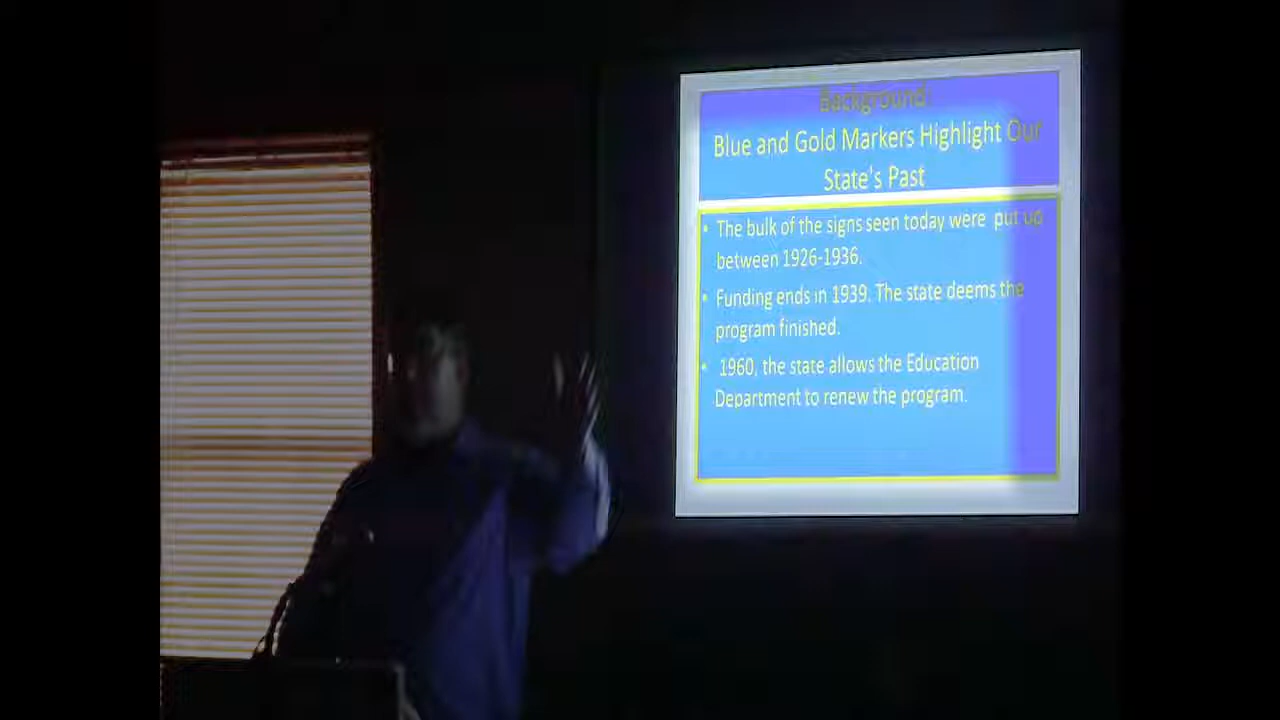 Background:
Blue and Gold Markers Highlight Our
State's Past
• The bulk of the signs seen today were put up
between 1926-1936.
• Funding ends in 1939. The state deems the
program finished.
• 1960, the state allows the Education
Department to renew the program.